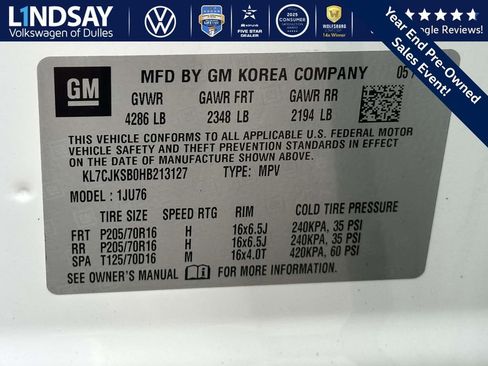 LINDSAY
Volkswagen of Dulles
Year End Pre-Owned
Sales Event!
Google Reviews!
GM
MFD BY GM KOREA COMPANY 05
GVWR GAWR FRT GAWR RR
4286 LB 2348 LB 2194 LB
THIS VEHICLE CONFORMS TO ALL APPLICABLE U.S. FEDERAL MOTOR
VEHICLE SAFETY AND THEFT PREVENTION STANDARDS IN
EFFECT ON THE DATE OF MANUFACTURE SHOWN ABOVE.
KL7CJKSB0HB213127 TYPE: MPV
MODEL: 1JU76
TIRE SIZE SPEED RTG RIM COLD TIRE PRESSURE
FRT P205/70R16 H 16x6.5J 240KPA, 35 PSI
RR P205/70R16 H 16x6.5J 240KPA, 35 PSI
SPA T125/70D16 M 16x4.0T 420KPA, 60 PSI
SEE OWNER'S MANUAL FOR MORE INFORMATION